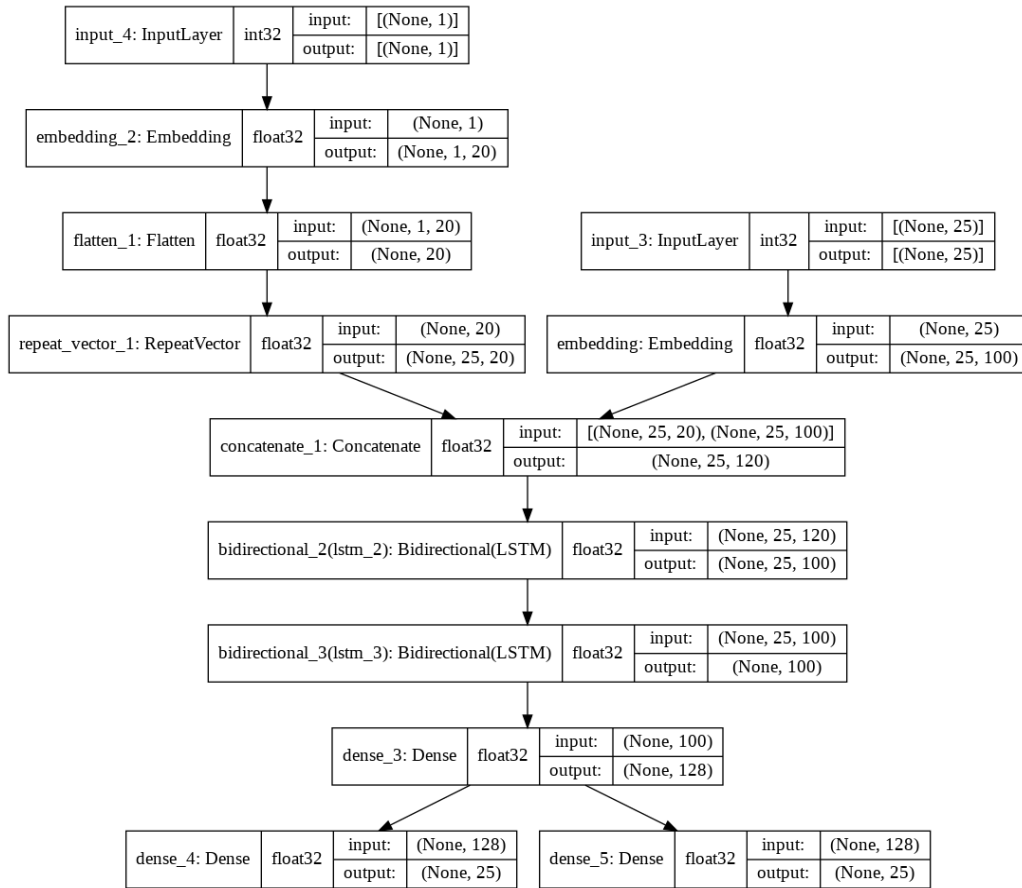 input_4: InputLayer int32 input: [(None, 1)]
output: [(None, 1)]
embedding_2: Embedding float32 input: (None, 1)
output: (None, 1, 20)
flatten_1: Flatten float32 input: (None, 1, 20)
output: (None, 20)
input_3: InputLayer int32 input: [(None, 25)]
output: [(None, 25)]
repeat_vector_1: RepeatVector float32 input: (None, 20)
output: (None, 25, 20)
embedding: Embedding float32 input: (None, 25)
output: (None, 25, 100)
concatenate_1: Concatenate float32 input: [(None, 25, 20), (None, 25, 100)]
output: (None, 25, 120)
bidirectional_2(lstm_2): Bidirectional(LSTM) float32 input: (None, 25, 120)
output: (None, 25, 100)
bidirectional_3(lstm_3): Bidirectional(LSTM) float32 input: (None, 25, 100)
output: (None, 100)
dense_3: Dense float32 input: (None, 100)
output: (None, 128)
dense_4: Dense float32 input: (None, 128)
output: (None, 25)
dense_5: Dense float32 input: (None, 128)
output: (None, 25)